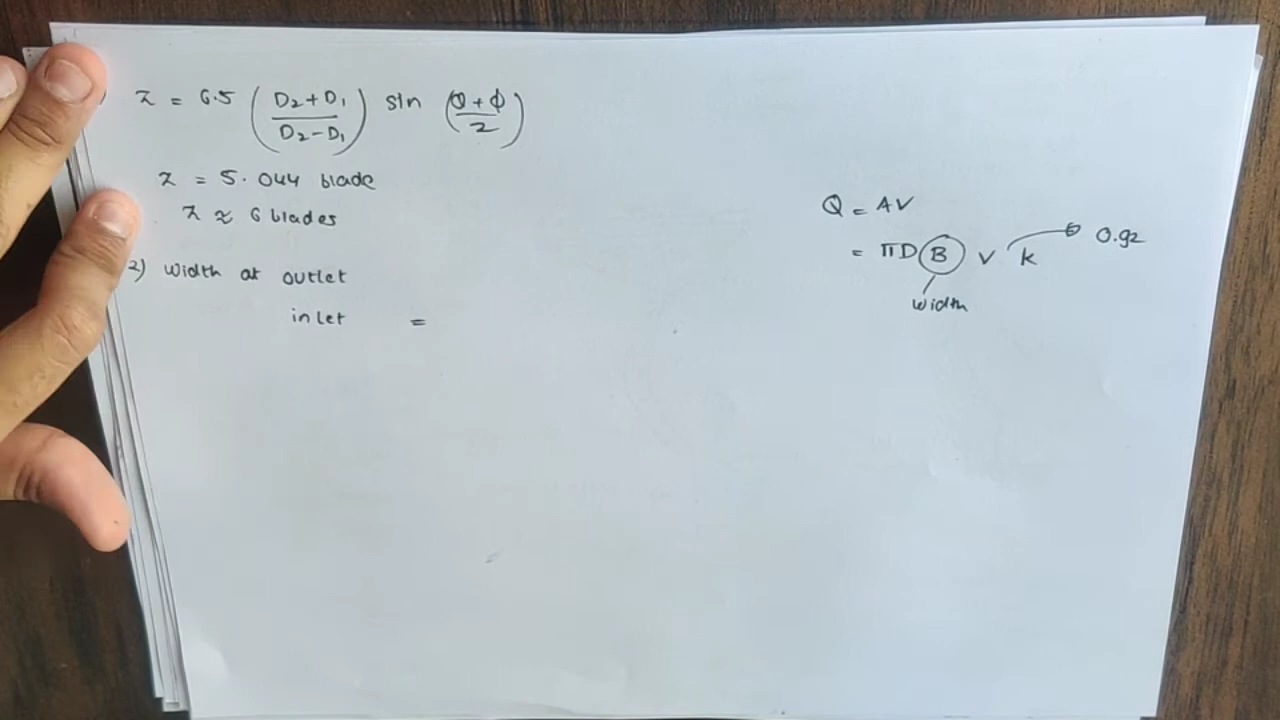 z = 6.5 (D2+D1 / D2-D1) sin (θ+ϕ / 2)
z = 5.044 blade
z ≈ 6 blades
2) width at outlet
inlet =
Q = AV
= πD B V k → 0.92
width